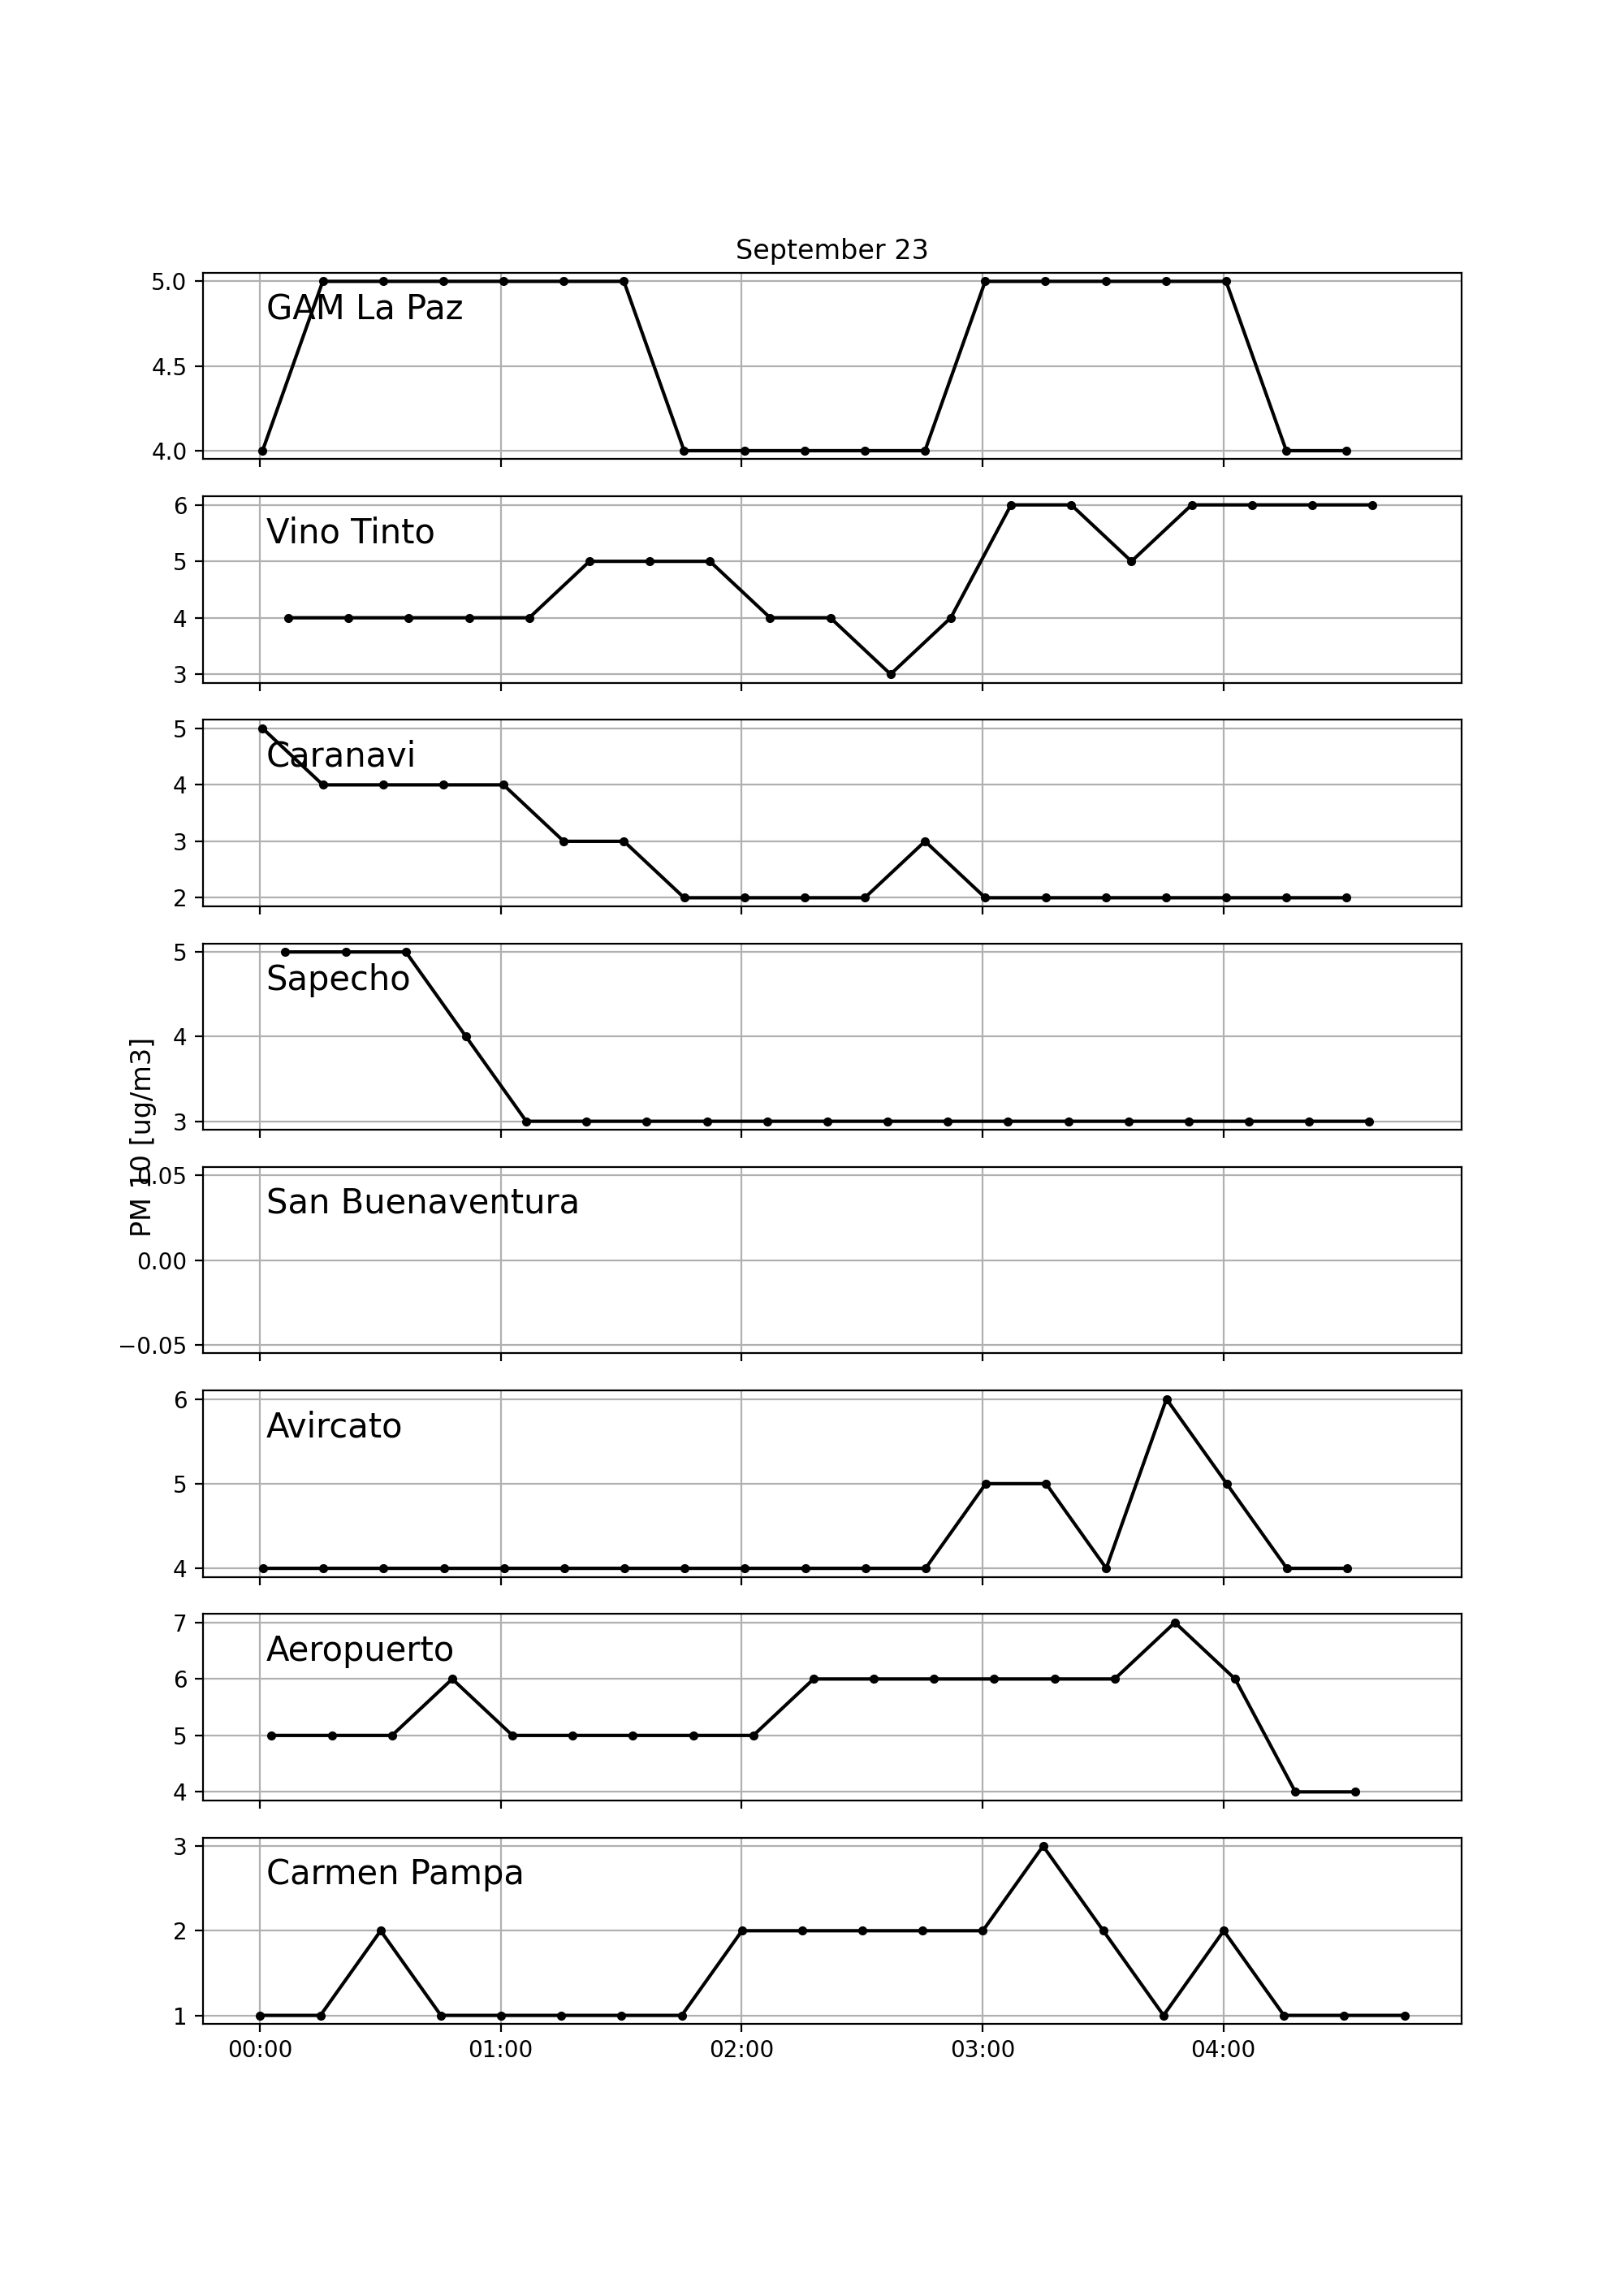 September 23
5.0
GAM La Paz
4.5
4.0
6
Vino Tinto
5
4
3
5
Caranavi
4
3
2
5
Sapecho
4
3
PM 10 [ug/m3]
0.05
San Buenaventura
0.00
−0.05
6
Avircato
5
4
7
Aeropuerto
6
5
4
3
Carmen Pampa
2
1
00:00 01:00 02:00 03:00 04:00